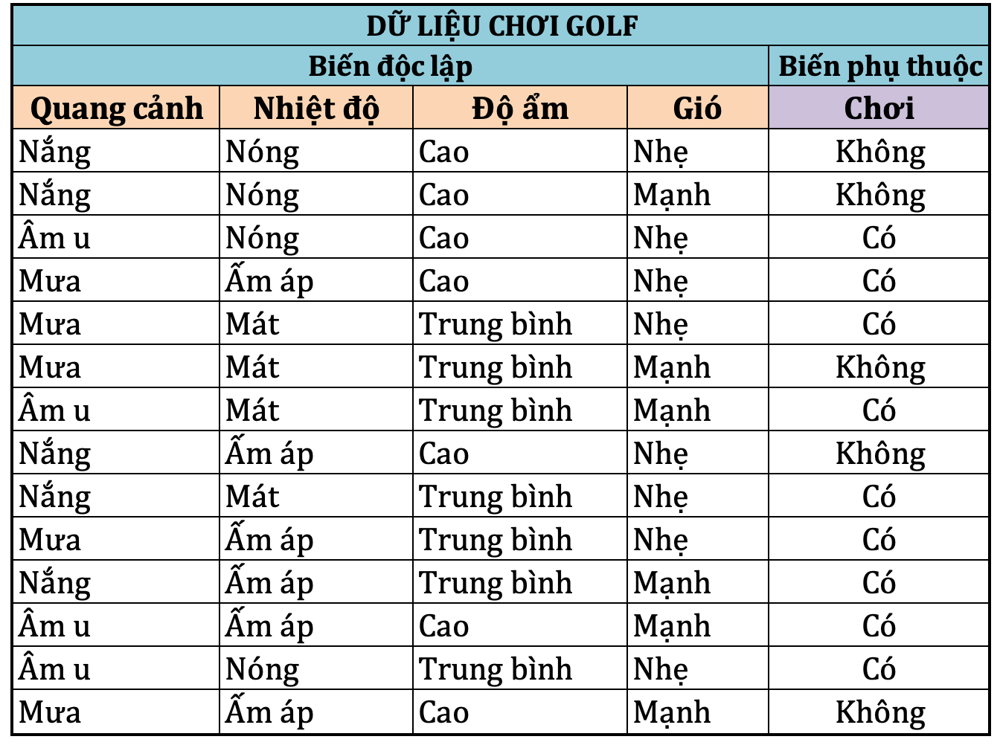 DỮ LIỆU CHƠI GOLF
Biến độc lập Biến phụ thuộc
Quang cảnh Nhiệt độ Độ ẩm Gió Chơi
Nắng Nóng Cao Nhẹ Không
Nắng Nóng Cao Mạnh Không
Âm u Nóng Cao Nhẹ Có
Mưa Ấm áp Cao Nhẹ Có
Mưa Mát Trung bình Nhẹ Có
Mưa Mát Trung bình Mạnh Không
Âm u Mát Trung bình Mạnh Có
Nắng Ấm áp Cao Nhẹ Không
Nắng Mát Trung bình Nhẹ Có
Mưa Ấm áp Trung bình Nhẹ Có
Nắng Ấm áp Trung bình Mạnh Có
Âm u Ấm áp Cao Mạnh Có
Âm u Nóng Trung bình Nhẹ Có
Mưa Ấm áp Cao Mạnh Không